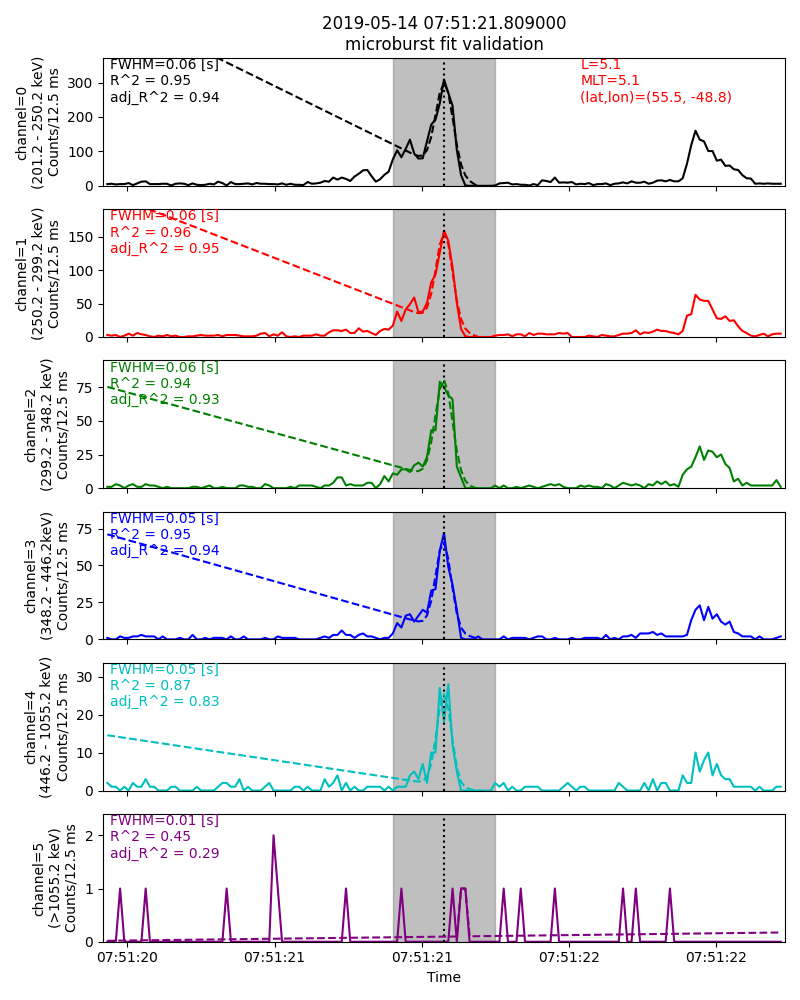 2019-05-14 07:51:21.809000
microburst fit validation
channel=0
(201.2 - 250.2 keV)
Counts/12.5 ms
300
200
100
0
FWHM=0.06 [s]
R^2 = 0.95
adj_R^2 = 0.94
L=5.1
MLT=5.1
(lat,lon)=(55.5, -48.8)
channel=1
(250.2 - 299.2 keV)
Counts/12.5 ms
150
100
50
0
FWHM=0.06 [s]
R^2 = 0.96
adj_R^2 = 0.95
channel=2
(299.2 - 348.2 keV)
Counts/12.5 ms
75
50
25
0
FWHM=0.06 [s]
R^2 = 0.94
adj_R^2 = 0.93
channel=3
(348.2 - 446.2keV)
Counts/12.5 ms
75
50
25
0
FWHM=0.05 [s]
R^2 = 0.95
adj_R^2 = 0.94
channel=4
(446.2 - 1055.2 keV)
Counts/12.5 ms
30
20
10
0
FWHM=0.05 [s]
R^2 = 0.87
adj_R^2 = 0.83
channel=5
(>1055.2 keV)
Counts/12.5 ms
2
1
0
FWHM=0.01 [s]
R^2 = 0.45
adj_R^2 = 0.29
07:51:20 07:51:21 07:51:21 07:51:22 07:51:22
Time